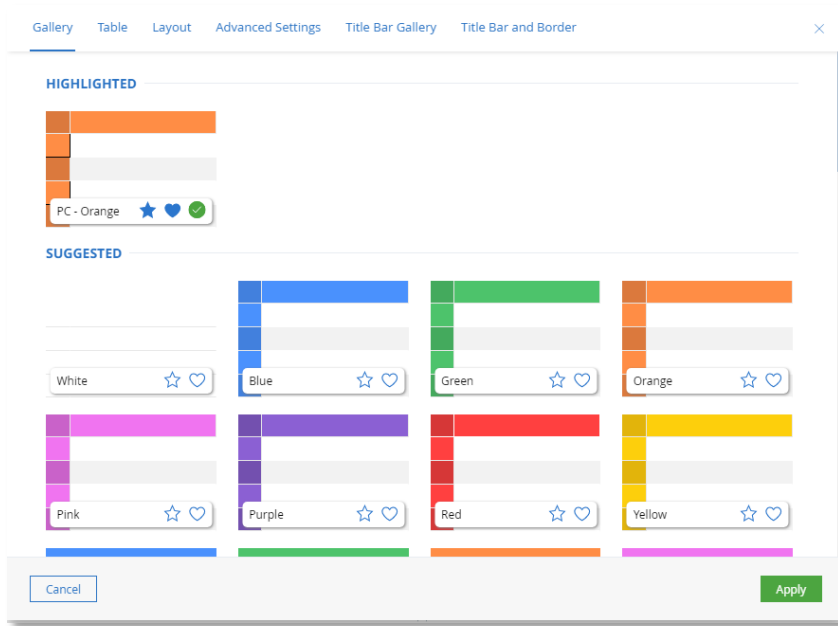 Gallery Table Layout Advanced Settings Title Bar Gallery Title Bar and Border
HIGHLIGHTED
PC - Orange
SUGGESTED
White Blue Green Orange
Pink Purple Red Yellow
Cancel Apply